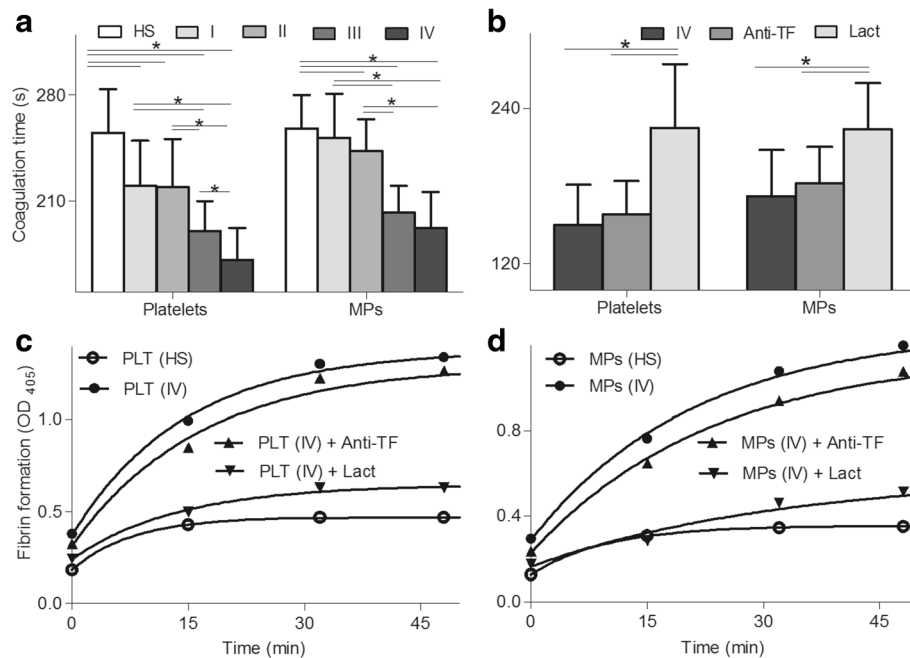 a
HS I II III IV
* * * * * * * *
Coagulation time (s)
280
210
Platelets MPs
b
IV Anti-TF Lact
* *
240
120
Platelets MPs
c
PLT (HS)
PLT (IV)
PLT (IV) + Anti-TF
PLT (IV) + Lact
Fibrin formation (OD 405)
1.0
0.5
0.0
0 15 30 45
Time (min)
d
MPs (HS)
MPs (IV)
MPs (IV) + Anti-TF
MPs (IV) + Lact
0.8
0.4
0.0
0 15 30 45
Time (min)